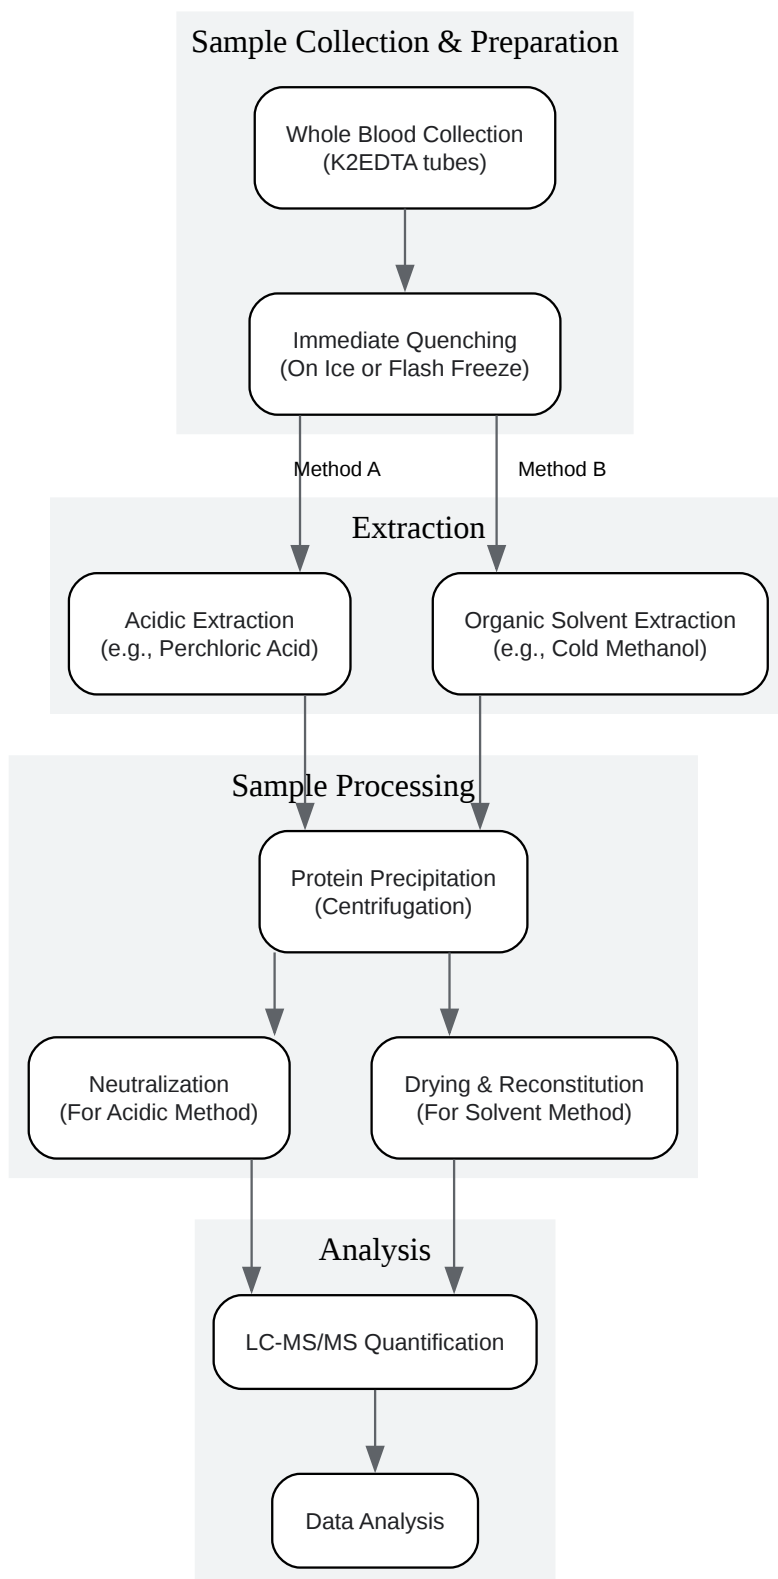 Sample Collection & Preparation
Whole Blood Collection
(K2EDTA tubes)
Immediate Quenching
(On Ice or Flash Freeze)
Method A
Method B
Extraction
Acidic Extraction
(e.g., Perchloric Acid)
Organic Solvent Extraction
(e.g., Cold Methanol)
Sample Processing
Protein Precipitation
(Centrifugation)
Neutralization
(For Acidic Method)
Drying & Reconstitution
(For Solvent Method)
Analysis
LC-MS/MS Quantification
Data Analysis